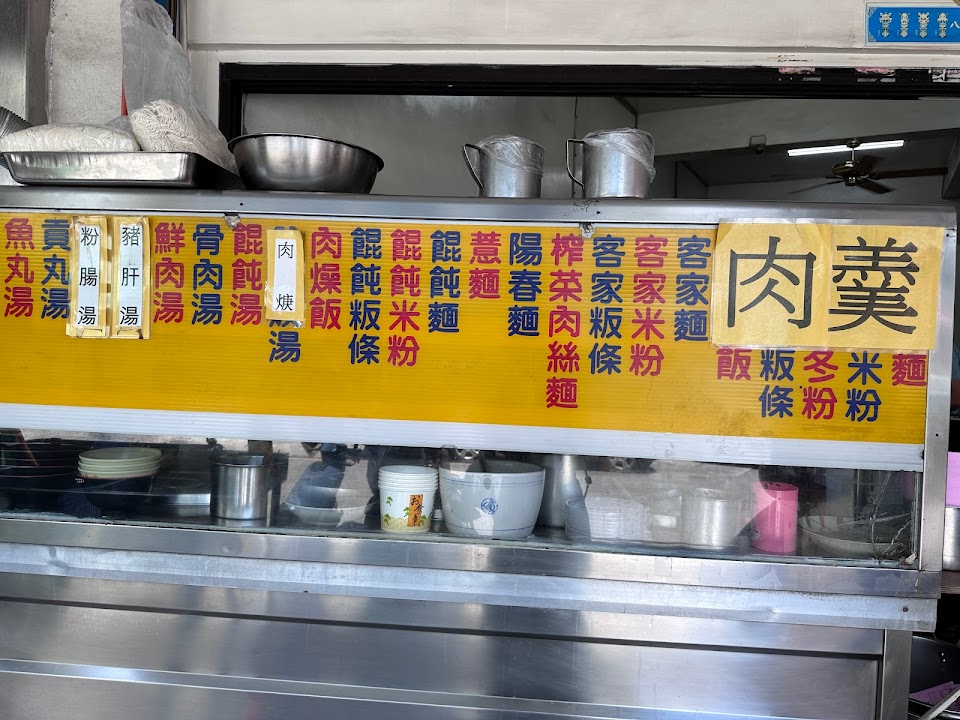 肉羹
麵
米粉
冬粉
粄條
飯
客家麵
客家米粉
客家粄條
榨菜肉絲麵
陽春麵
薏麵
餛飩麵
餛飩米粉
餛飩粄條
肉燥飯
肉焿
湯
餛飩湯
骨肉湯
鮮肉湯
豬肝湯
粉腸湯
貢丸湯
魚丸湯